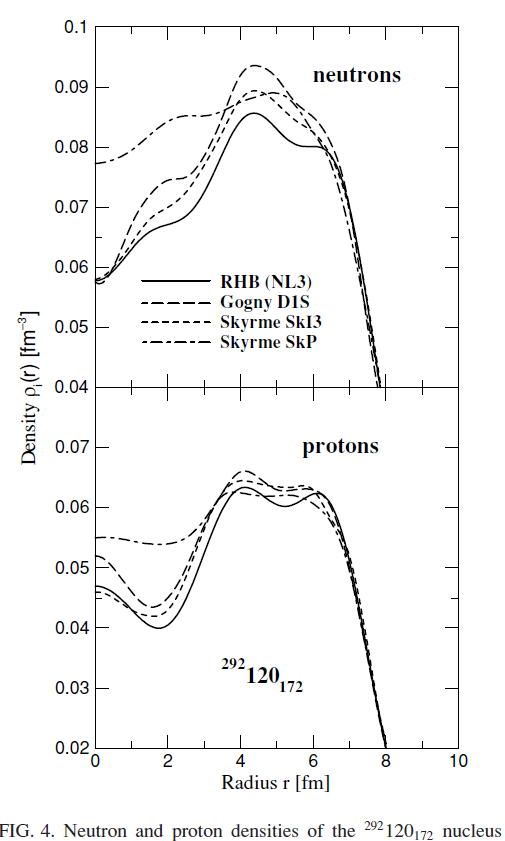 0.1
neutrons
0.09
0.08
0.07
0.06
RHB (NL3)
Gogny D1S
Skyrme SkI3
Skyrme SkP
0.05
0.04
Density ρᵢ(r) [fm⁻³]
protons
0.07
0.06
0.05
0.04
²⁹²120₁₇₂
0.03
0.02
0 2 4 6 8 10
Radius r [fm]
FIG. 4. Neutron and proton densities of the ²⁹²120₁₇₂ nucleus